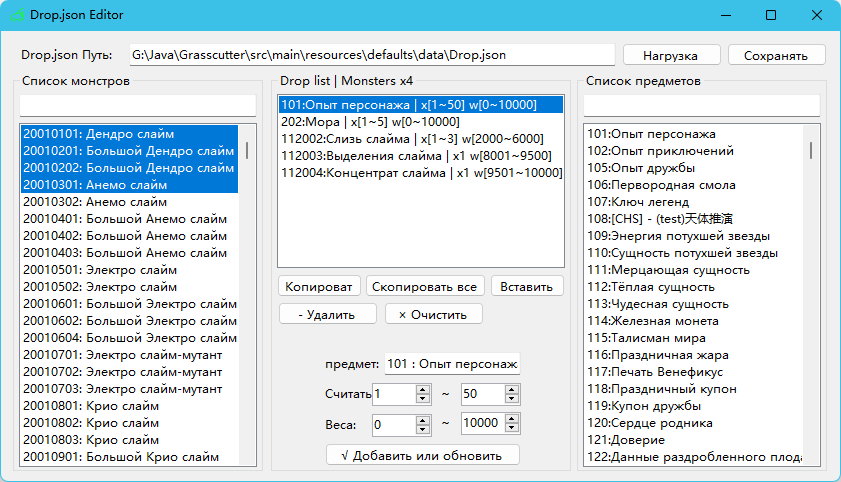 Drop.json Editor
Drop.json Путь: G:\Java\Grasscutter\src\main\resources\defaults\data\Drop.json Нагрузка Сохранять
Список монстров
20010101: Дендро слайм
20010201: Большой Дендро слайм
20010202: Большой Дендро слайм
20010301: Анемо слайм
20010302: Анемо слайм
20010401: Большой Анемо слайм
20010402: Большой Анемо слайм
20010403: Большой Анемо слайм
20010501: Электро слайм
20010502: Электро слайм
20010601: Большой Электро слайм
20010602: Большой Электро слайм
20010604: Большой Электро слайм
20010701: Электро слайм-мутант
20010702: Электро слайм-мутант
20010703: Электро слайм-мутант
20010801: Крио слайм
20010802: Крио слайм
20010803: Крио слайм
20010901: Большой Крио слайм
Drop list | Monsters x4
101:Опыт персонажа | x[1~50] w[0~10000]
202:Мора | x[1~5] w[0~10000]
112002:Слизь слайма | x[1~3] w[2000~6000]
112003:Выделения слайма | x1 w[8001~9500]
112004:Концентрат слайма | x1 w[9501~10000]
Копироват Скопировать все Вставить
- Удалить × Очистить
предмет: 101 : Опыт персонаж
Считать 1 ~ 50
Веса: 0 ~ 10000
√ Добавить или обновить
Список предметов
101:Опыт персонажа
102:Опыт приключений
105:Опыт дружбы
106:Первородная смола
107:Ключ легенд
108:[CHS] - (test)天体推演
109:Энергия потухшей звезды
110:Сущность потухшей звезды
111:Мерцающая сущность
112:Тёплая сущность
113:Чудесная сущность
114:Железная монета
115:Талисман мира
116:Праздничная жара
117:Печать Венефикус
118:Праздничный купон
119:Купон дружбы
120:Сердце родника
121:Доверие
122:Данные раздробленного плода